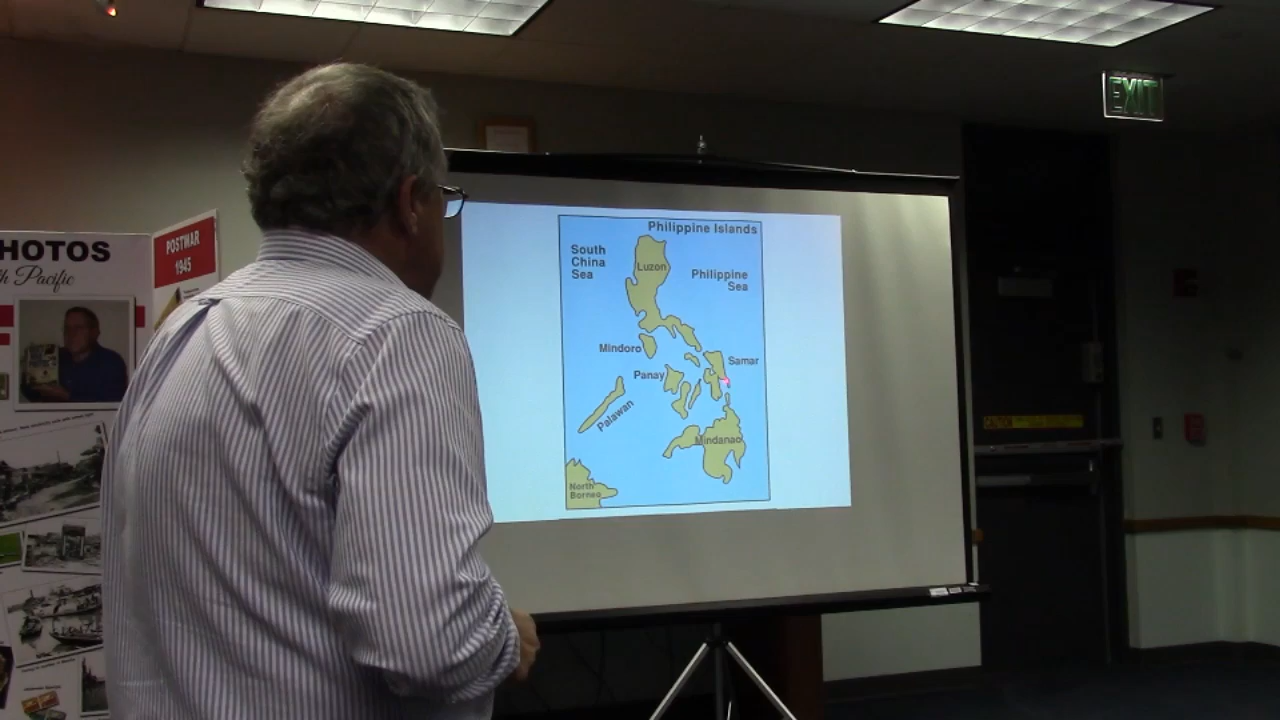 EXIT
HOTOS
h Pacific
POSTWAR
1945
Philippine Islands
South
China
Sea
Luzon
Philippine
Sea
Mindoro
Samar
Panay
Palawan
Mindanao
North
Borneo